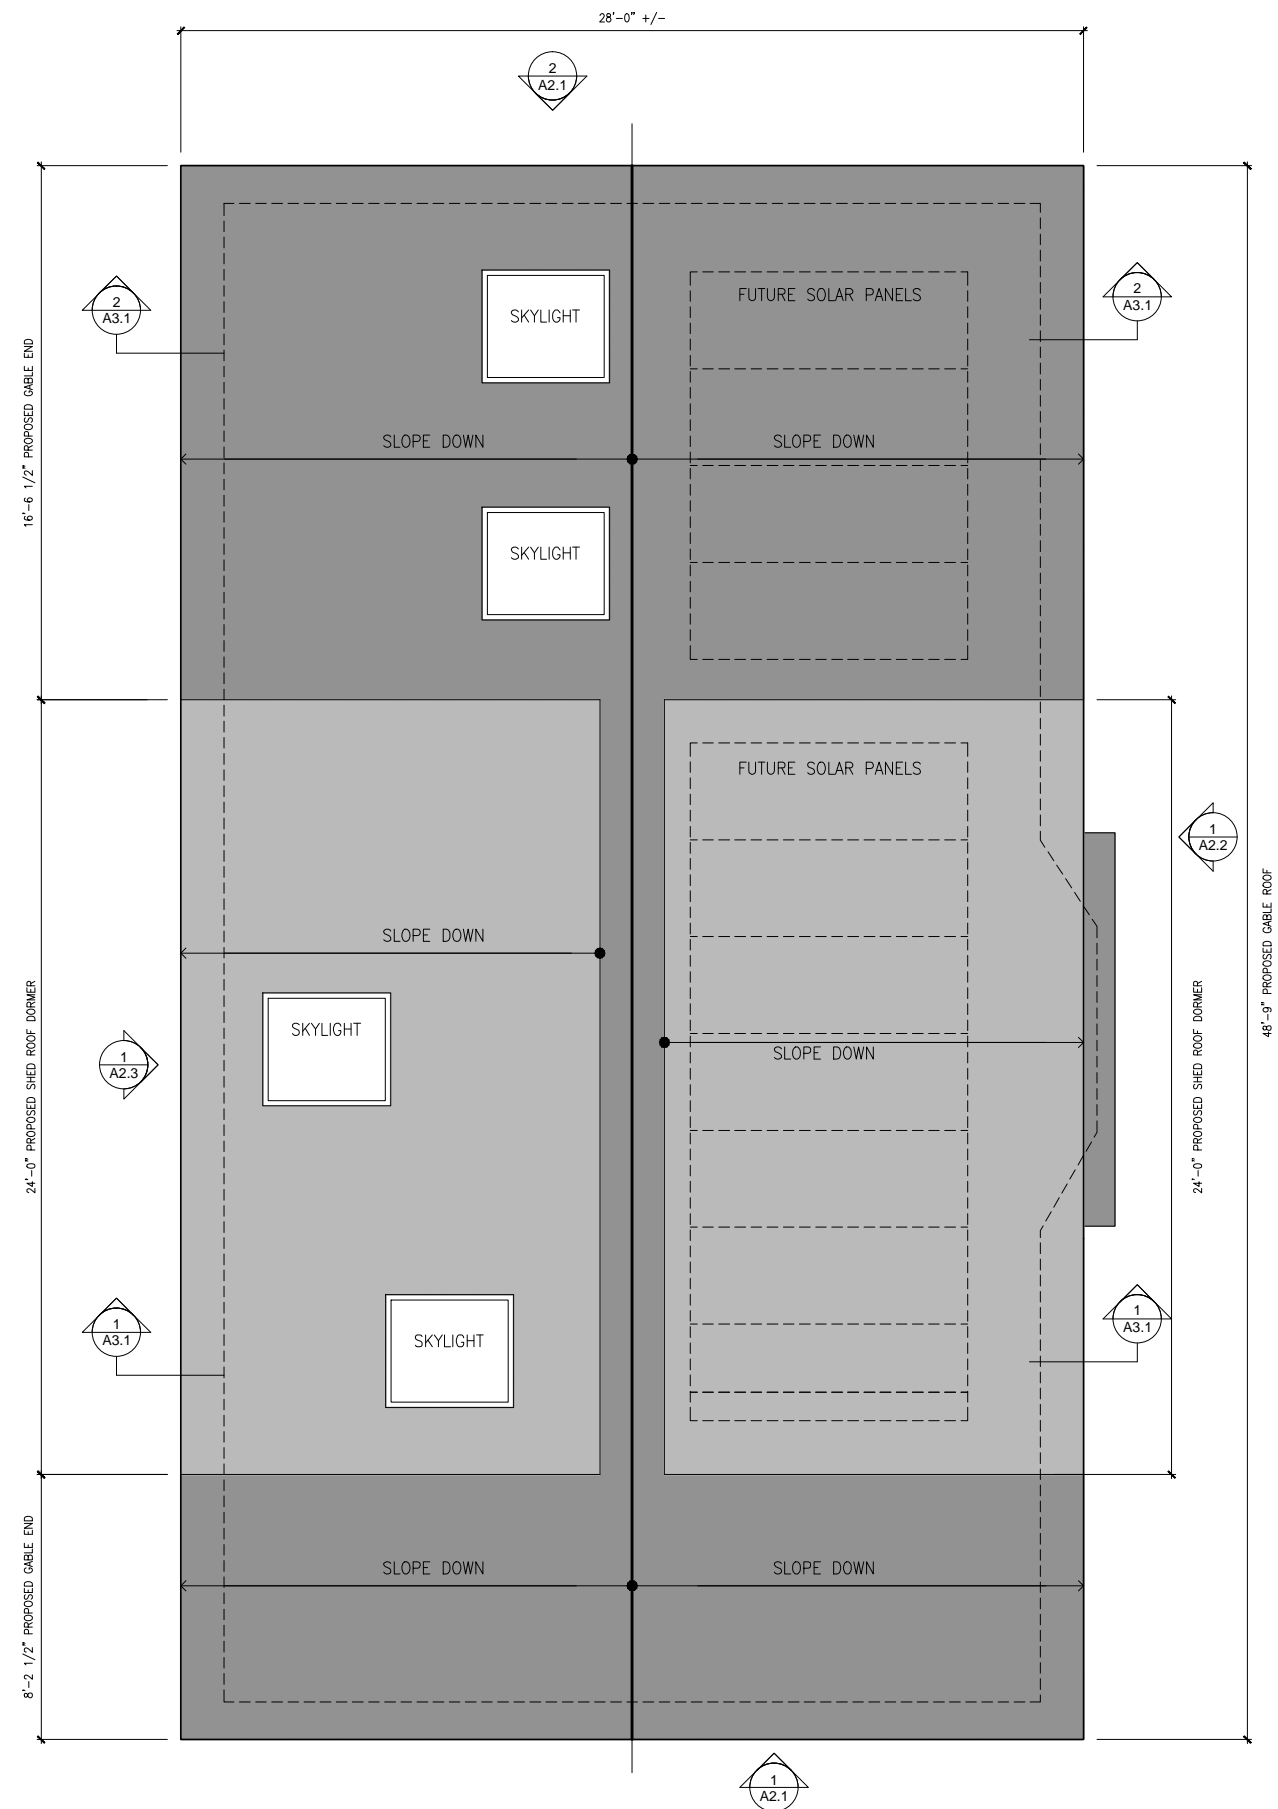 28'-0" +/-
2
A2.1
2
A3.1
2
A3.1
SKYLIGHT
FUTURE SOLAR PANELS
16'-6 1/2" PROPOSED GABLE END
SLOPE DOWN
SLOPE DOWN
SKYLIGHT
FUTURE SOLAR PANELS
1
A2.2
48'-9" PROPOSED GABLE ROOF
SLOPE DOWN
24'-0" PROPOSED SHED ROOF DORMER
SKYLIGHT
SLOPE DOWN
24'-0" PROPOSED SHED ROOF DORMER
1
A2.3
1
A3.1
SKYLIGHT
1
A3.1
8'-2 1/2" PROPOSED GABLE END
SLOPE DOWN
SLOPE DOWN
1
A2.1